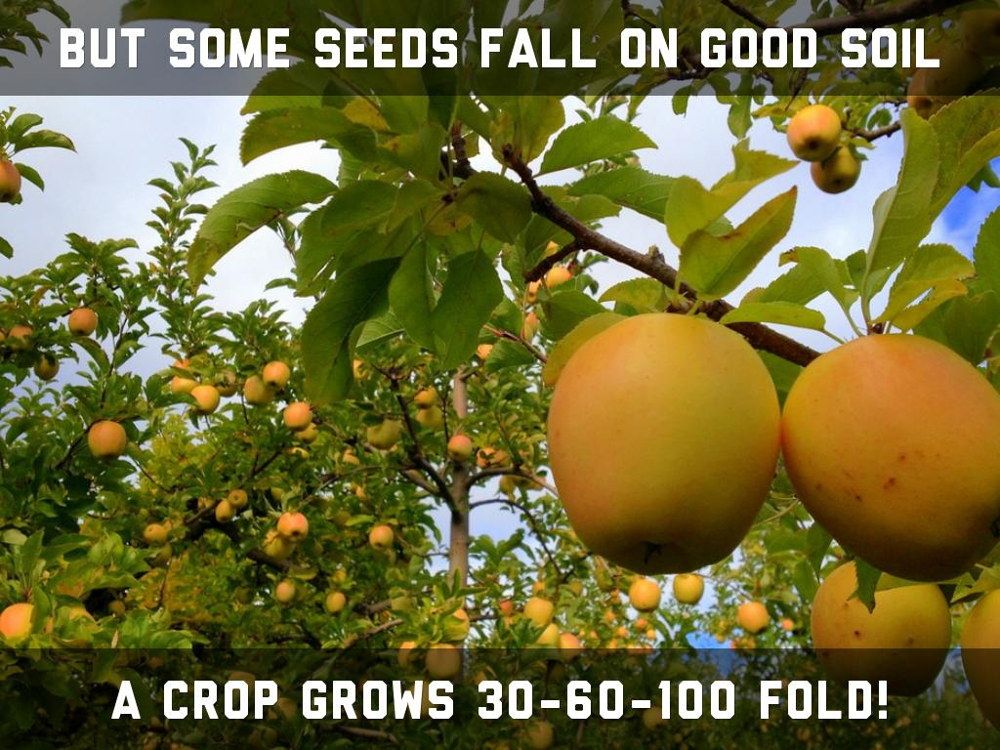 BUT SOME SEEDS FALL ON GOOD SOIL
A CROP GROWS 30-60-100 FOLD!